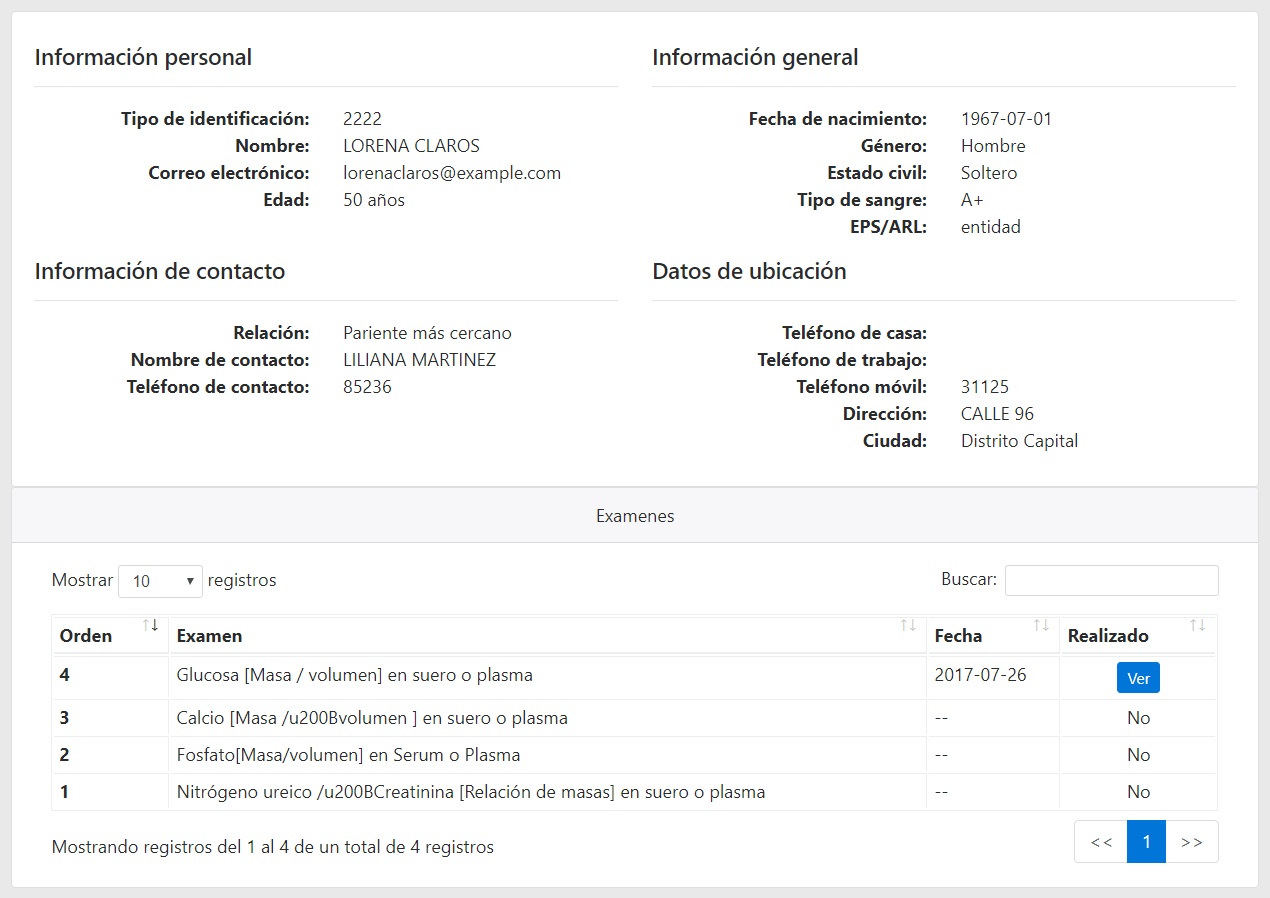 Información personal
Tipo de identificación: 2222
Nombre: LORENA CLAROS
Correo electrónico: lorenaclaros@example.com
Edad: 50 años
Información general
Fecha de nacimiento: 1967-07-01
Género: Hombre
Estado civil: Soltero
Tipo de sangre: A+
EPS/ARL: entidad
Información de contacto
Relación: Pariente más cercano
Nombre de contacto: LILIANA MARTINEZ
Teléfono de contacto: 85236
Datos de ubicación
Teléfono de casa:
Teléfono de trabajo:
Teléfono móvil: 31125
Dirección: CALLE 96
Ciudad: Distrito Capital
Examenes
Mostrar 10 registros Buscar:
Orden Examen Fecha Realizado
4 Glucosa [Masa / volumen] en suero o plasma 2017-07-26 Ver
3 Calcio [Masa /u200Bvolumen ] en suero o plasma -- No
2 Fosfato[Masa/volumen] en Serum o Plasma -- No
1 Nitrógeno ureico /u200BCreatinina [Relación de masas] en suero o plasma -- No
Mostrando registros del 1 al 4 de un total de 4 registros << 1 >>